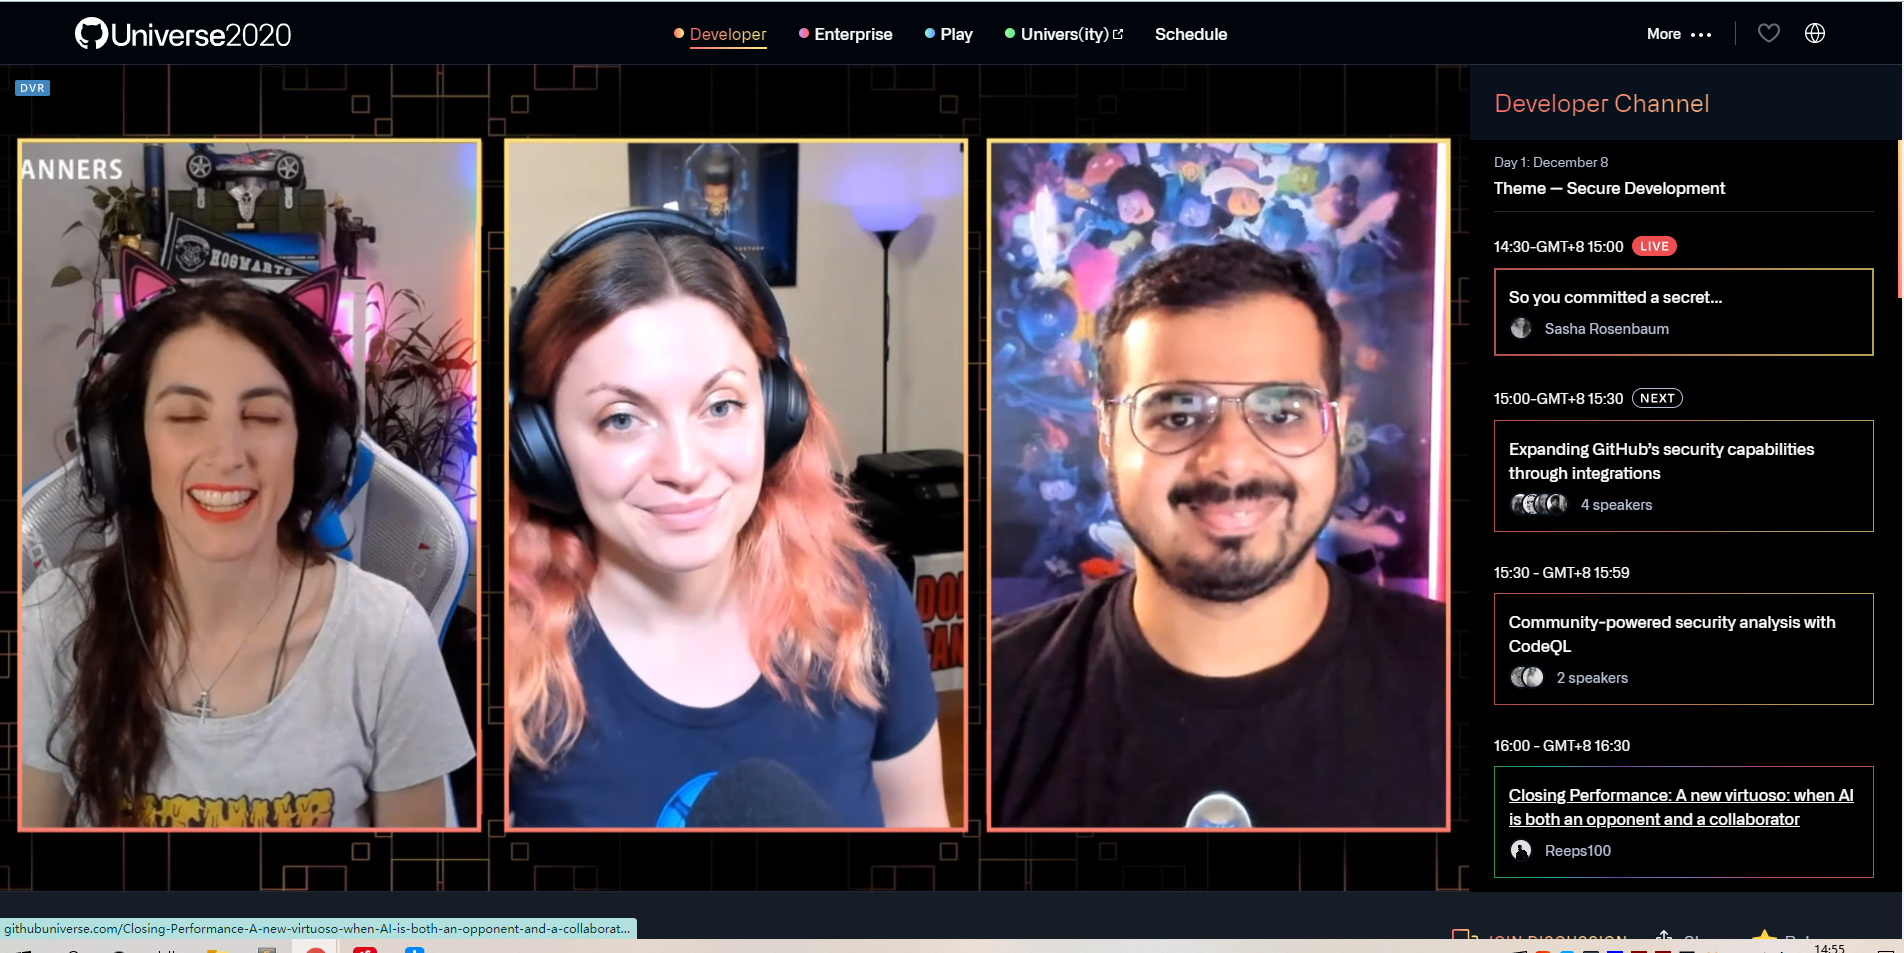 Universe2020
Developer
Enterprise
Play
Univers(ity)
Schedule
More
DVR
ANNERS
HOGWARTS
Developer Channel
Day 1: December 8
Theme — Secure Development
14:30-GMT+8 15:00 LIVE
So you committed a secret...
Sasha Rosenbaum
15:00-GMT+8 15:30 NEXT
Expanding GitHub’s security capabilities
through integrations
4 speakers
15:30 - GMT+8 15:59
Community-powered security analysis with
CodeQL
2 speakers
16:00 - GMT+8 16:30
Closing Performance: A new virtuoso: when AI
is both an opponent and a collaborator
Reeps100
githubuniverse.com/Closing-Performance-A-new-virtuoso-when-AI-is-both-an-opponent-and-a-collaborat...
JOIN DISCUSSION
14:55